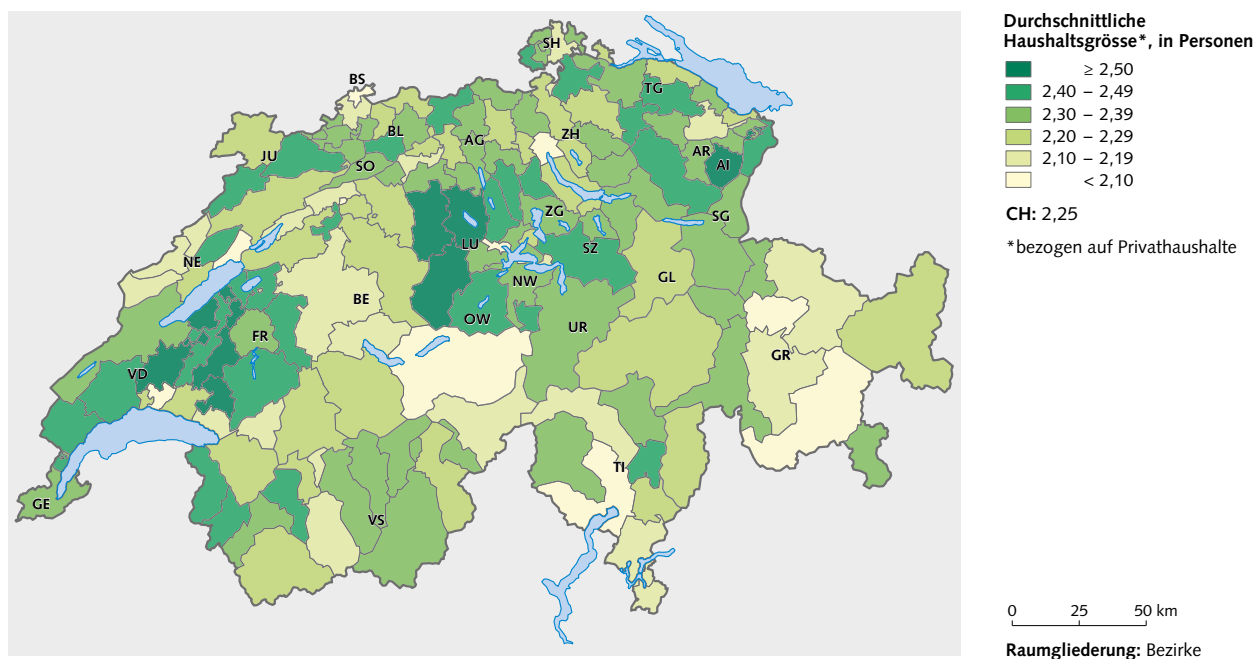 Durchschnittliche
Haushaltsgrösse*, in Personen
≥ 2,50
2,40 – 2,49
2,30 – 2,39
2,20 – 2,29
2,10 – 2,19
< 2,10
CH: 2,25
*bezogen auf Privathaushalte
SH
BS
TG
BL
AG
ZH
JU
SO
AR
AI
ZG
SG
LU
SZ
NE
NW
GL
BE
OW
UR
FR
GR
VD
TI
GE
VS
0 25 50 km
Raumgliederung: Bezirke